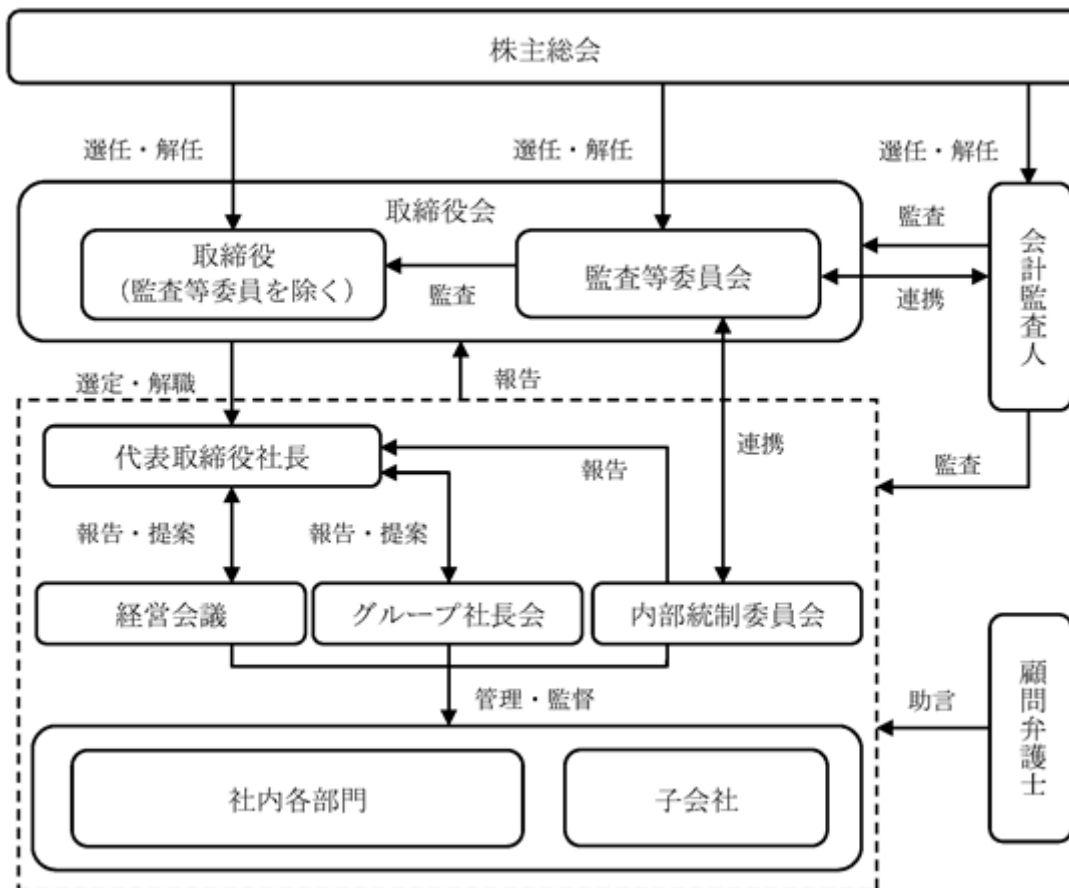 株主総会
選任・解任
選任・解任
選任・解任
取締役会
取締役
（監査等委員を除く）
監査
監査等委員会
監査
連携
会計監査人
選定・解職
報告
連携
監査
代表取締役社長
報告
報告・提案
報告・提案
経営会議
グループ社長会
内部統制委員会
管理・監督
助言
顧問弁護士
社内各部門
子会社